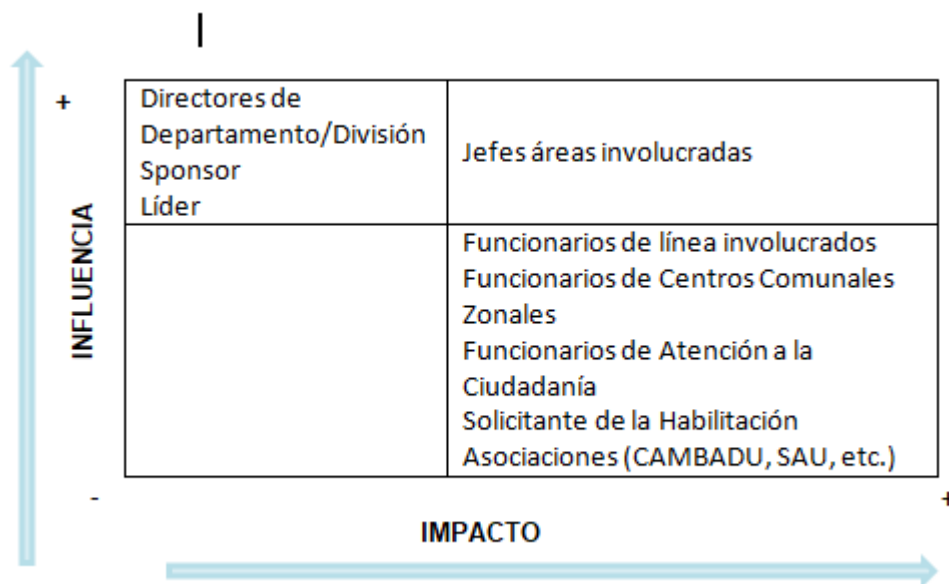 +
Directores de
Departamento/División
Sponsor
Líder
Jefes áreas involucradas
INFLUENCIA
Funcionarios de línea involucrados
Funcionarios de Centros Comunales
Zonales
Funcionarios de Atención a la
Ciudadanía
Solicitante de la Habilitación
Asociaciones (CAMBADU, SAU, etc.)
-
+
IMPACTO